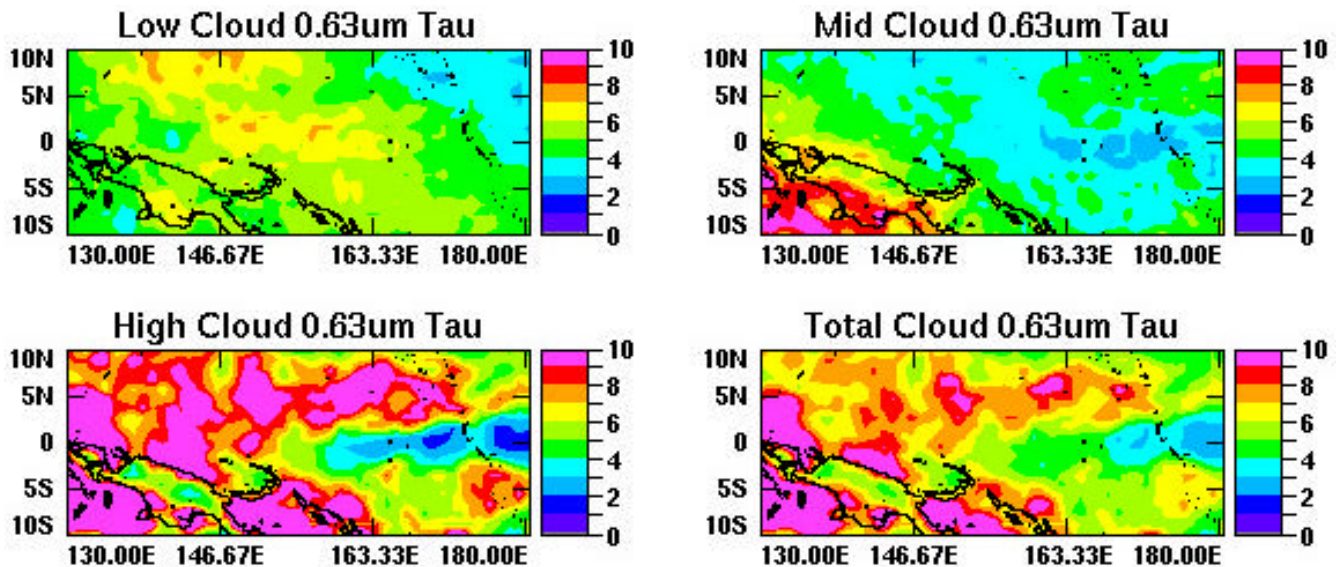 Low Cloud 0.63um Tau
10N
5N
0
5S
10S
130.00E 146.67E 163.33E 180.00E
10
8
6
4
2
0
Mid Cloud 0.63um Tau
10N
5N
0
5S
10S
130.00E 146.67E 163.33E 180.00E
10
8
6
4
2
0
High Cloud 0.63um Tau
10N
5N
0
5S
10S
130.00E 146.67E 163.33E 180.00E
10
8
6
4
2
0
Total Cloud 0.63um Tau
10N
5N
0
5S
10S
130.00E 146.67E 163.33E 180.00E
10
8
6
4
2
0